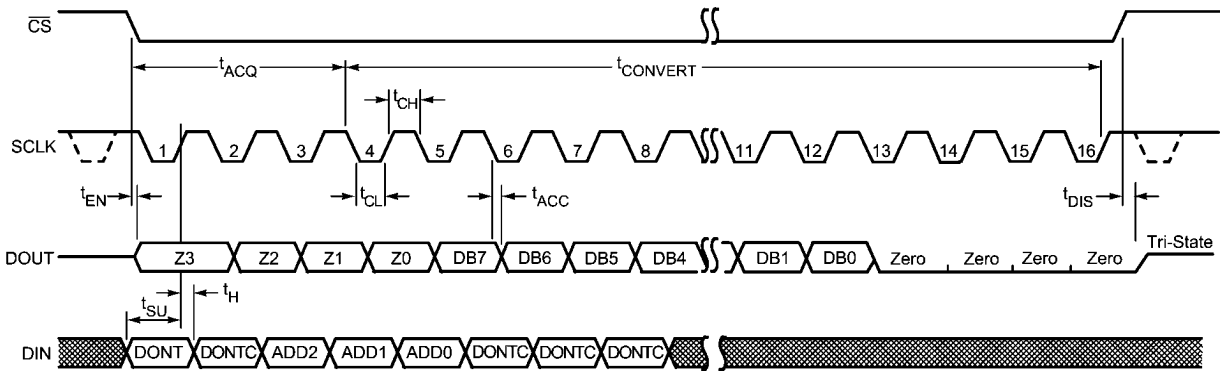 CS
tACQ
tCONVERT
tCH
SCLK
1 2 3 4 5 6 7 8 11 12 13 14 15 16
tEN
tCL
tACC
tDIS
DOUT
Z3 Z2 Z1 Z0 DB7 DB6 DB5 DB4 DB1 DB0 Zero Zero Zero Zero
Tri-State
tSU
tH
DIN
DONT DONTC ADD2 ADD1 ADD0 DONTC DONTC DONTC